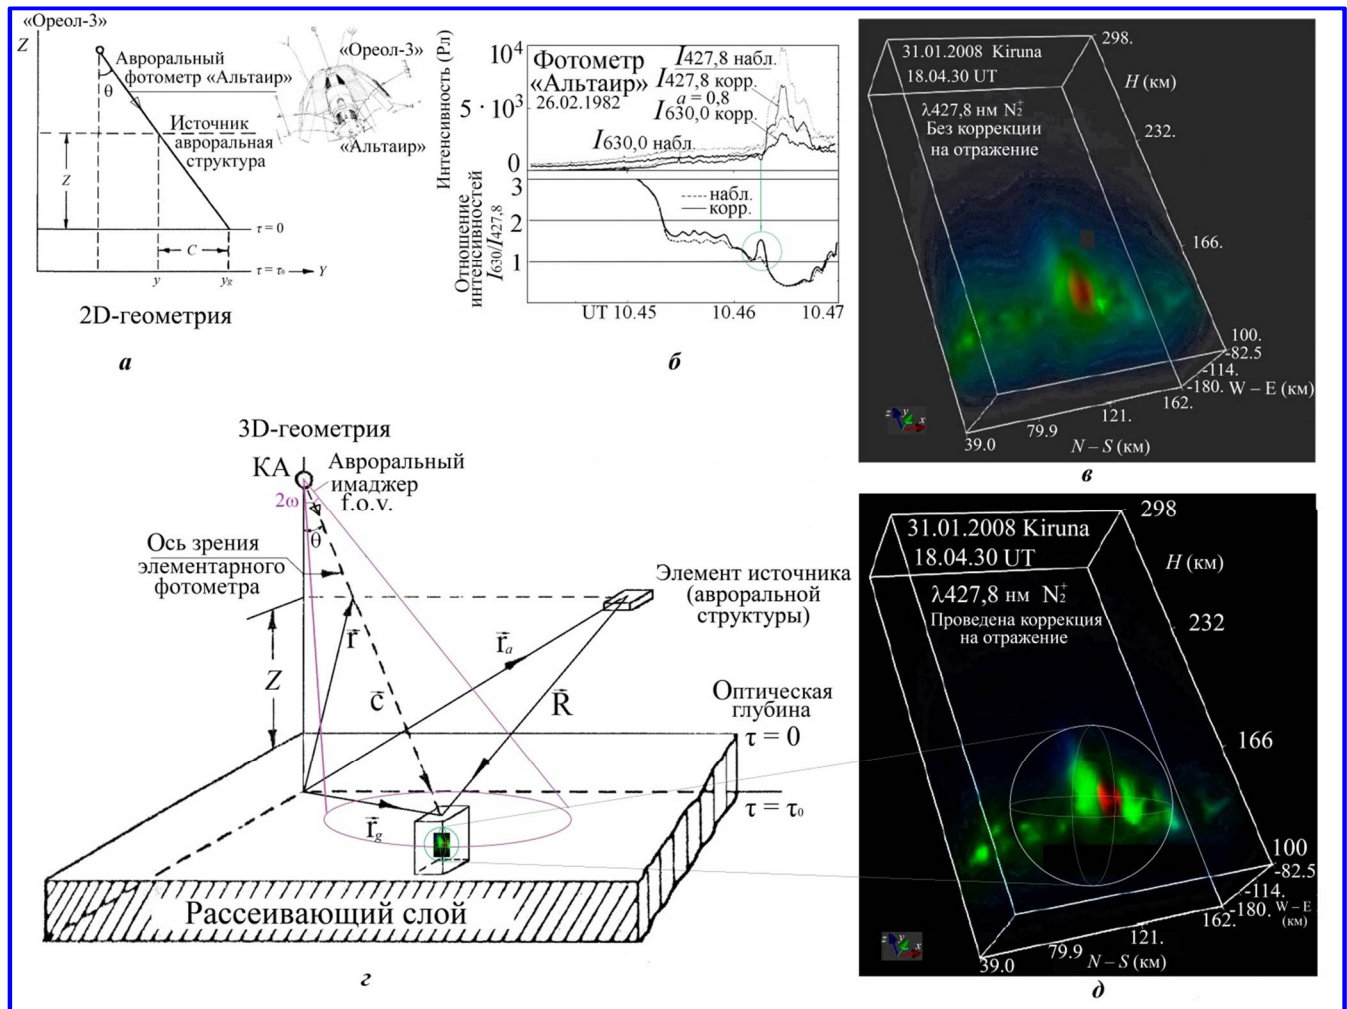 «Ореол-3»
Z
Авроральный
фотометр «Альтаир»
θ
Источник
авроральная
структура
Z
C
τ = 0
τ = τ₀
Y
y
yg
2D-геометрия
а
«Ореол-3»
«Альтаир»
Интенсивность (Рл)
10⁴
5 · 10³
0
Фотометр
«Альтаир»
26.02.1982
I427,8 набл.
I427,8 корр.
a = 0,8
I630,0 корр.
I630,0 набл.
Отношение
интенсивностей
I630/I427,8
3
2
1
набл.
корр.
UT 10.45
10.46
10.47
б
31.01.2008 Kiruna
18.04.30 UT
λ427,8 нм N₂⁺
Без коррекции
на отражение
298.
H (км)
232.
166.
100.
-82.5
-114.
-180. W – E (км)
162.
121.
79.9
39.0
N – S (км)
z y x
в
3D-геометрия
КА
Авроральный
имаджер
f.o.v.
2ω
θ
Ось зрения
элементарного
фотометра
Элемент источника
(авроральной
структуры)
r
ra
Z
c
R
Оптическая
глубина
τ = 0
τ = τ₀
rg
Рассеивающий слой
г
31.01.2008 Kiruna
18.04.30 UT
λ427,8 нм N₂⁺
Проведена коррекция
на отражение
298
H (км)
232
166
100
-82.5
-114.
-180. W – E
(км)
162.
121.
79.9
39.0
N – S (км)
z y x
д